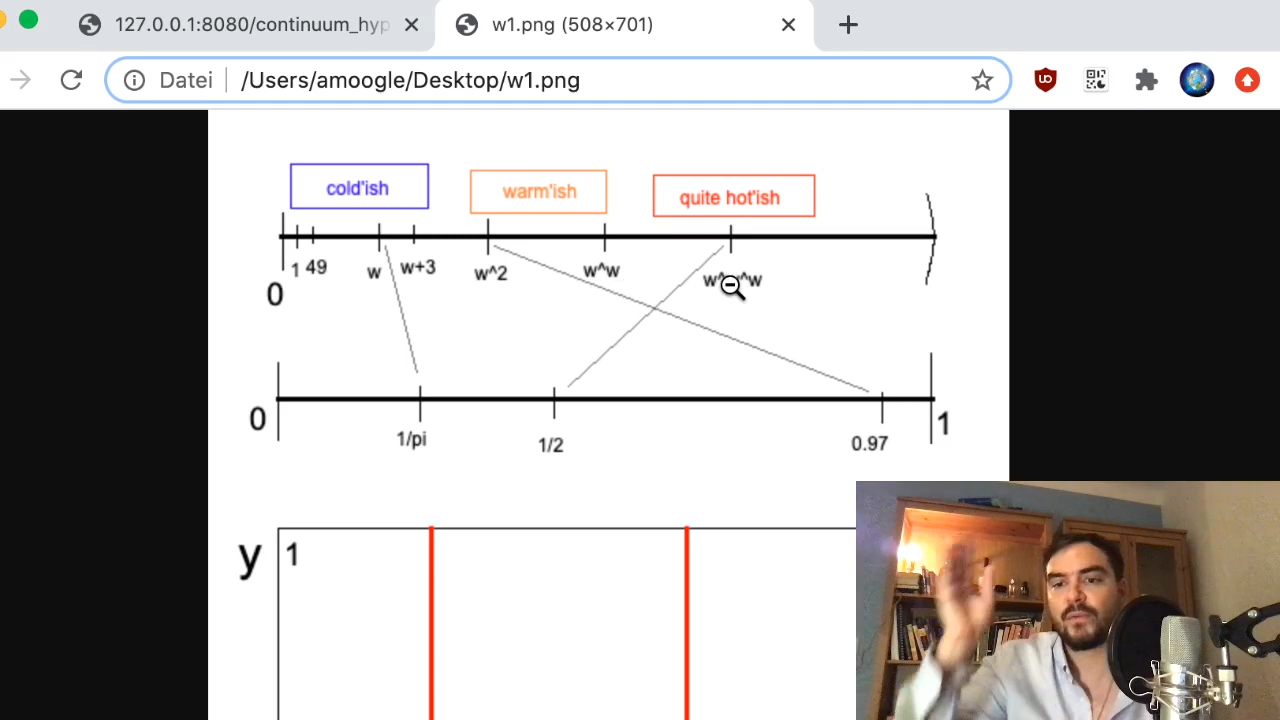 127.0.0.1:8080/continuum_hyp
w1.png (508×701)
Datei /Users/amoogle/Desktop/w1.png
cold'ish warm'ish quite hot'ish
0 1 49 w w+3 w^2 w^w
0 1/pi 1/2 0.97 1
y 1